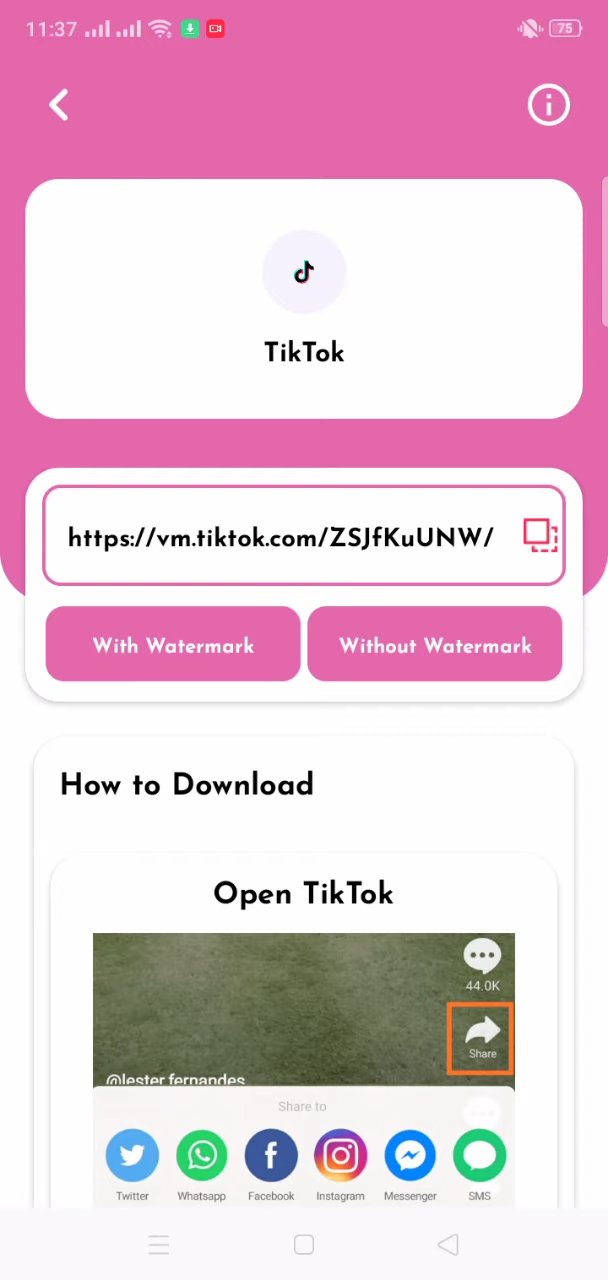 11:37
75
TikTok
https://vm.tiktok.com/ZSJfKuUNW/
With Watermark Without Watermark
How to Download
Open TikTok
44.0K
Share
@lester fernandes
Share to
Twitter Whatsapp Facebook Instagram Messenger SMS